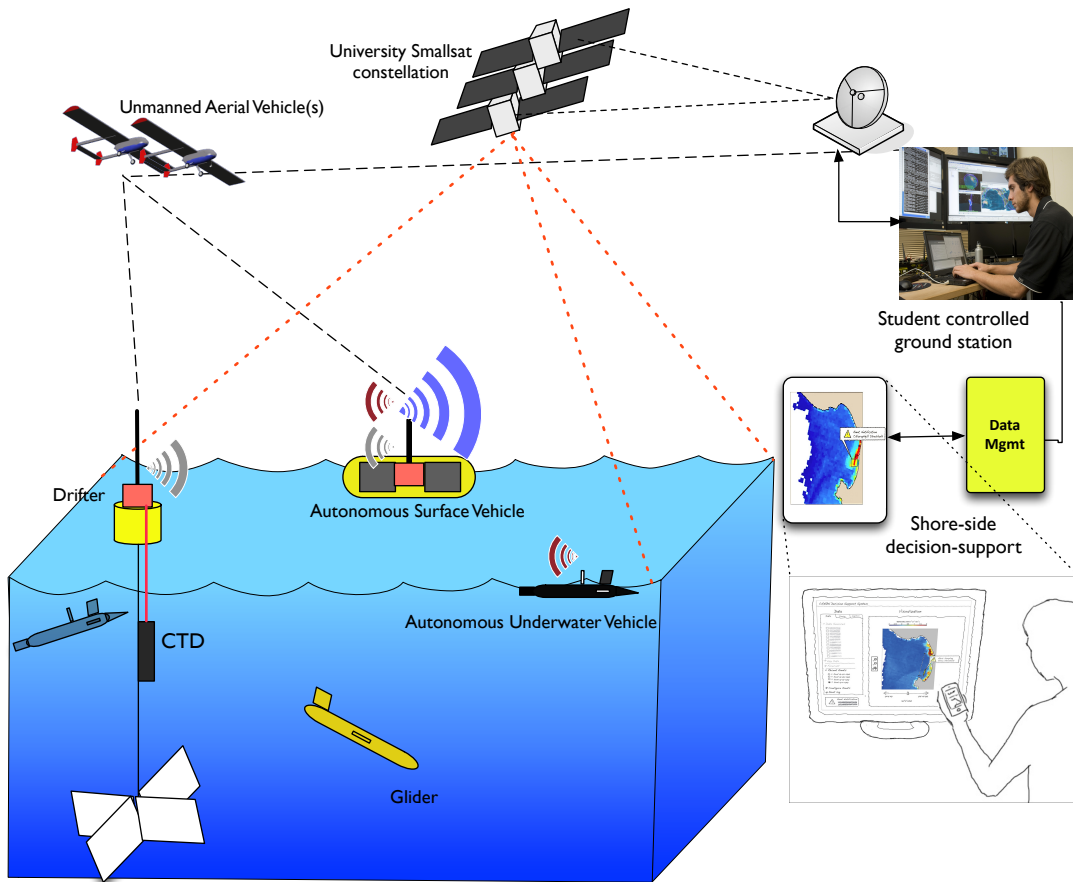 University Smallsat
constellation
Unmanned Aerial Vehicle(s)
Student controlled
ground station
Data
Mgmt
Drifter
Autonomous Surface Vehicle
Shore-side
decision-support
Autonomous Underwater Vehicle
CTD
Glider